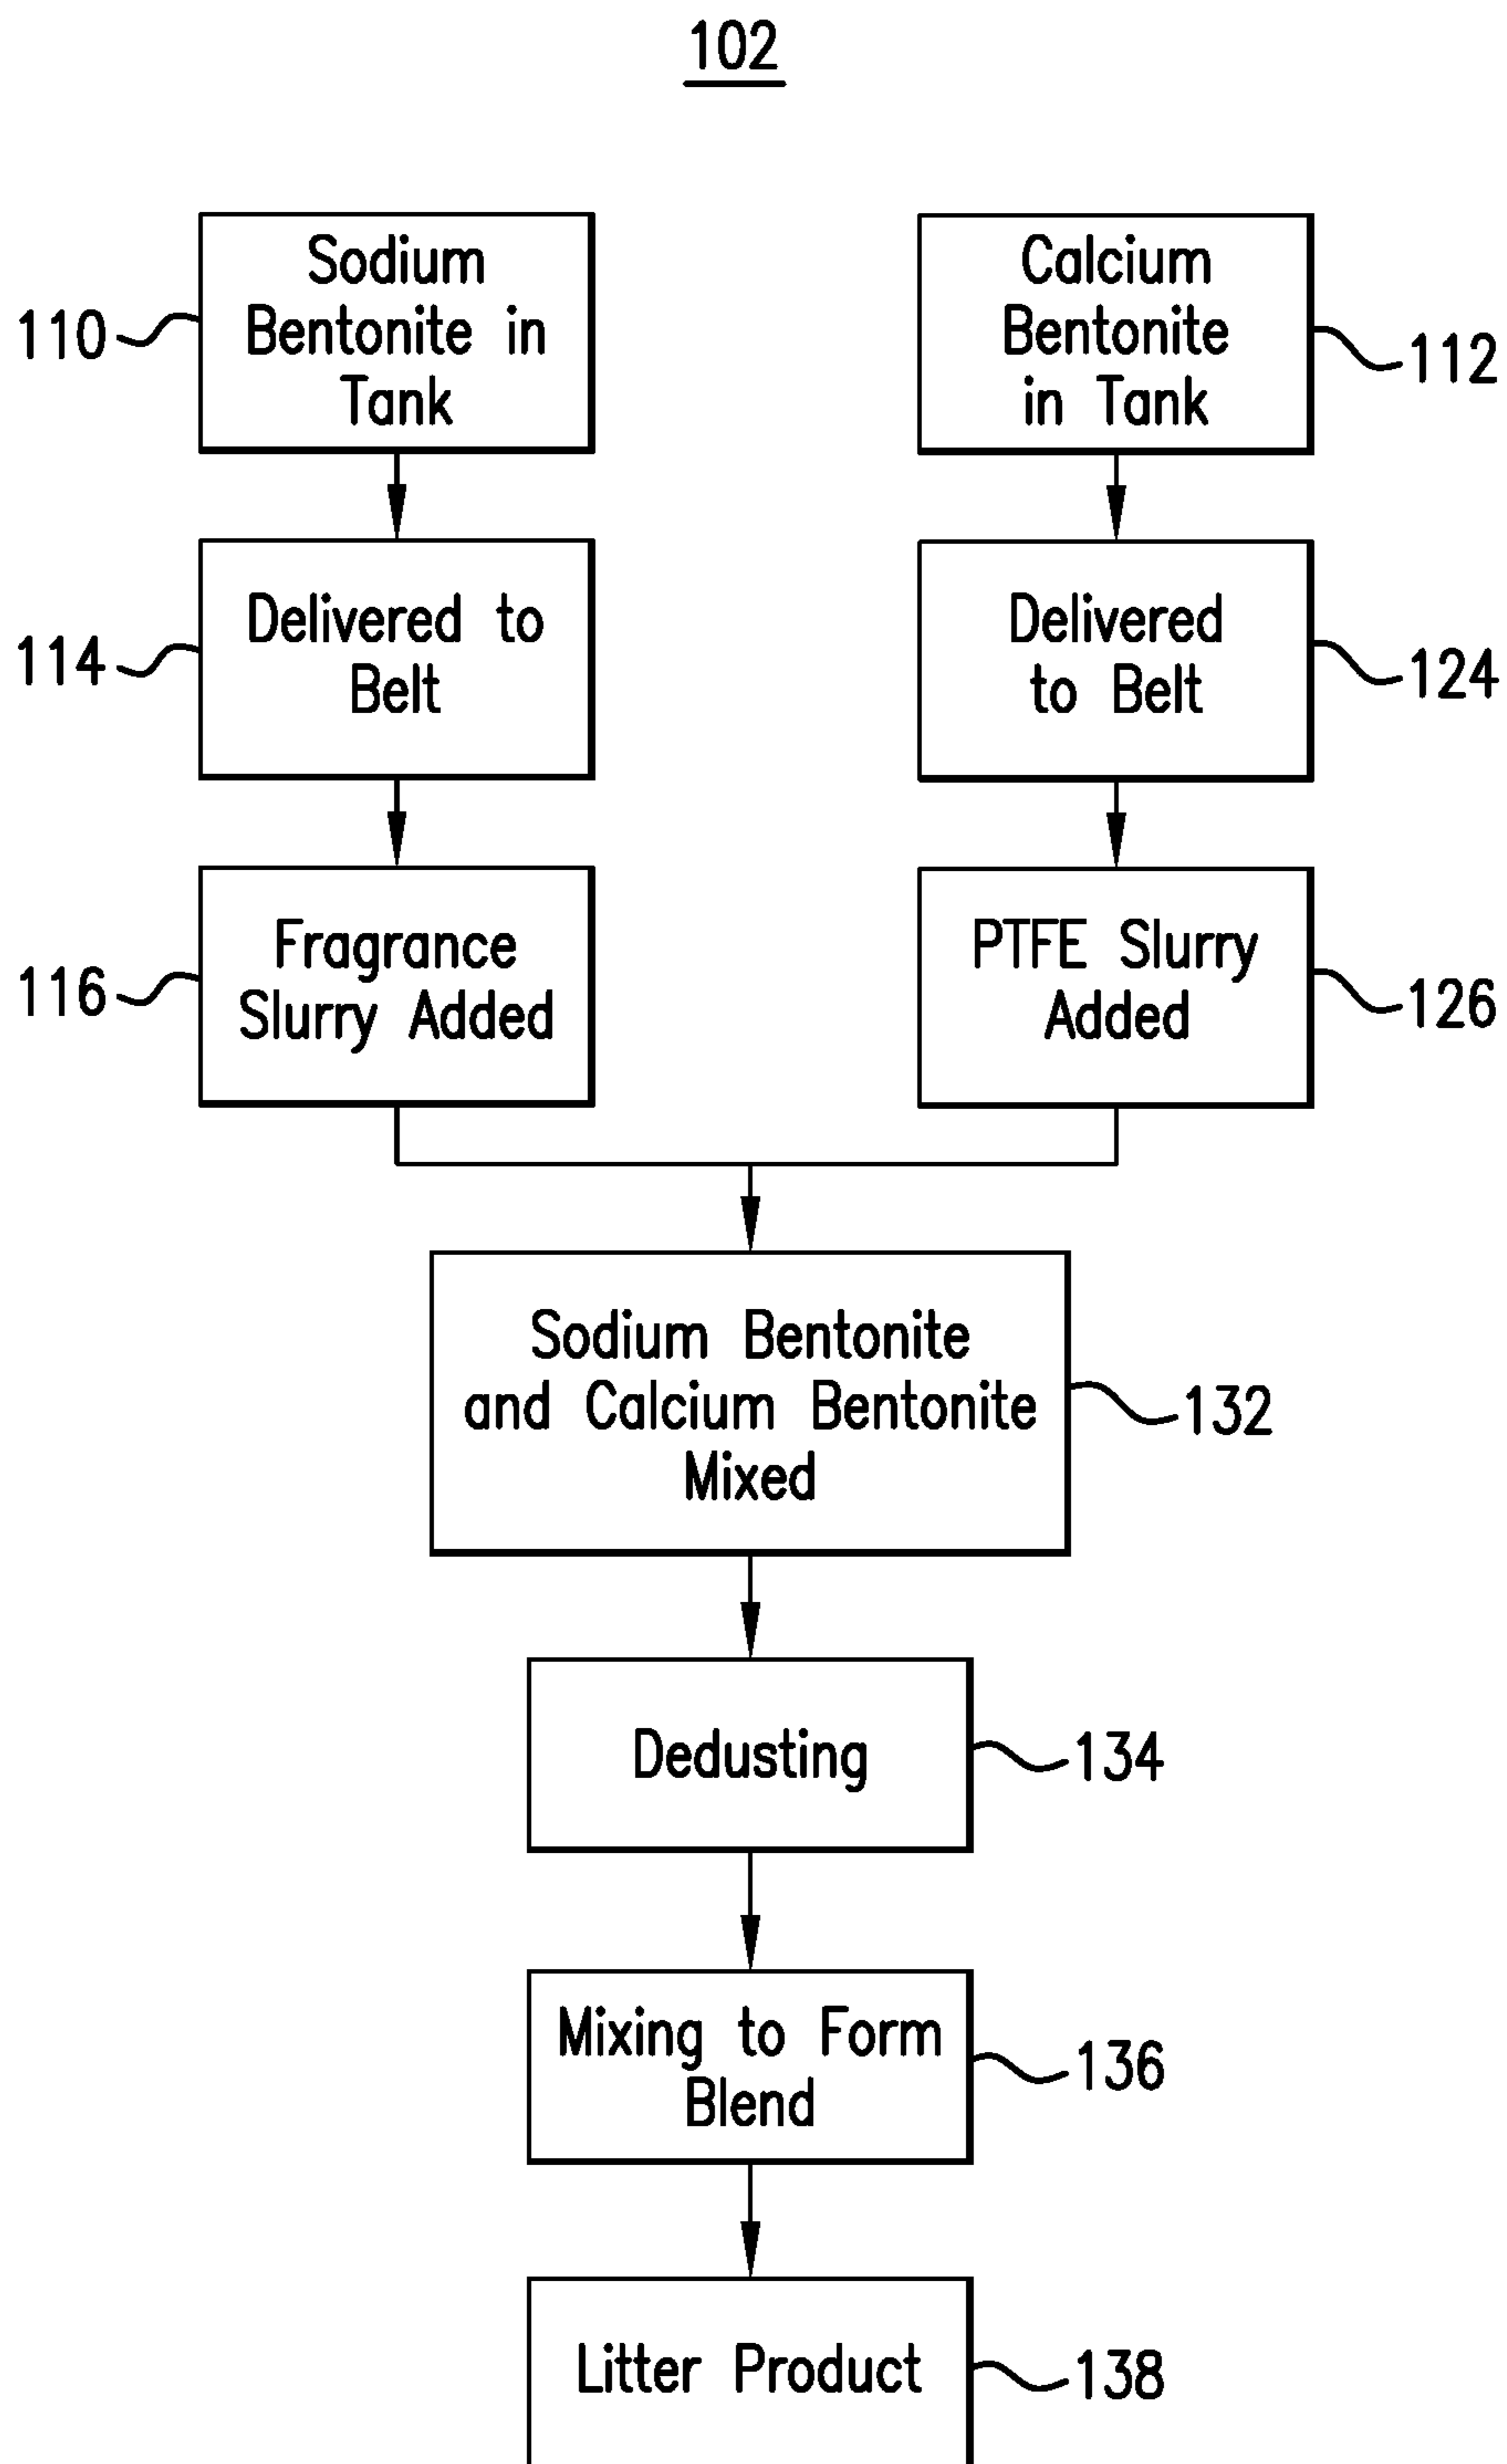 102
Sodium
Bentonite in
Tank
110
Calcium
Bentonite
in Tank
112
Delivered to
Belt
114
Delivered
to Belt
124
Fragrance
Slurry Added
116
PTFE Slurry
Added
126
Sodium Bentonite
and Calcium Bentonite
Mixed
132
Dedusting
134
Mixing to Form
Blend
136
Litter Product
138